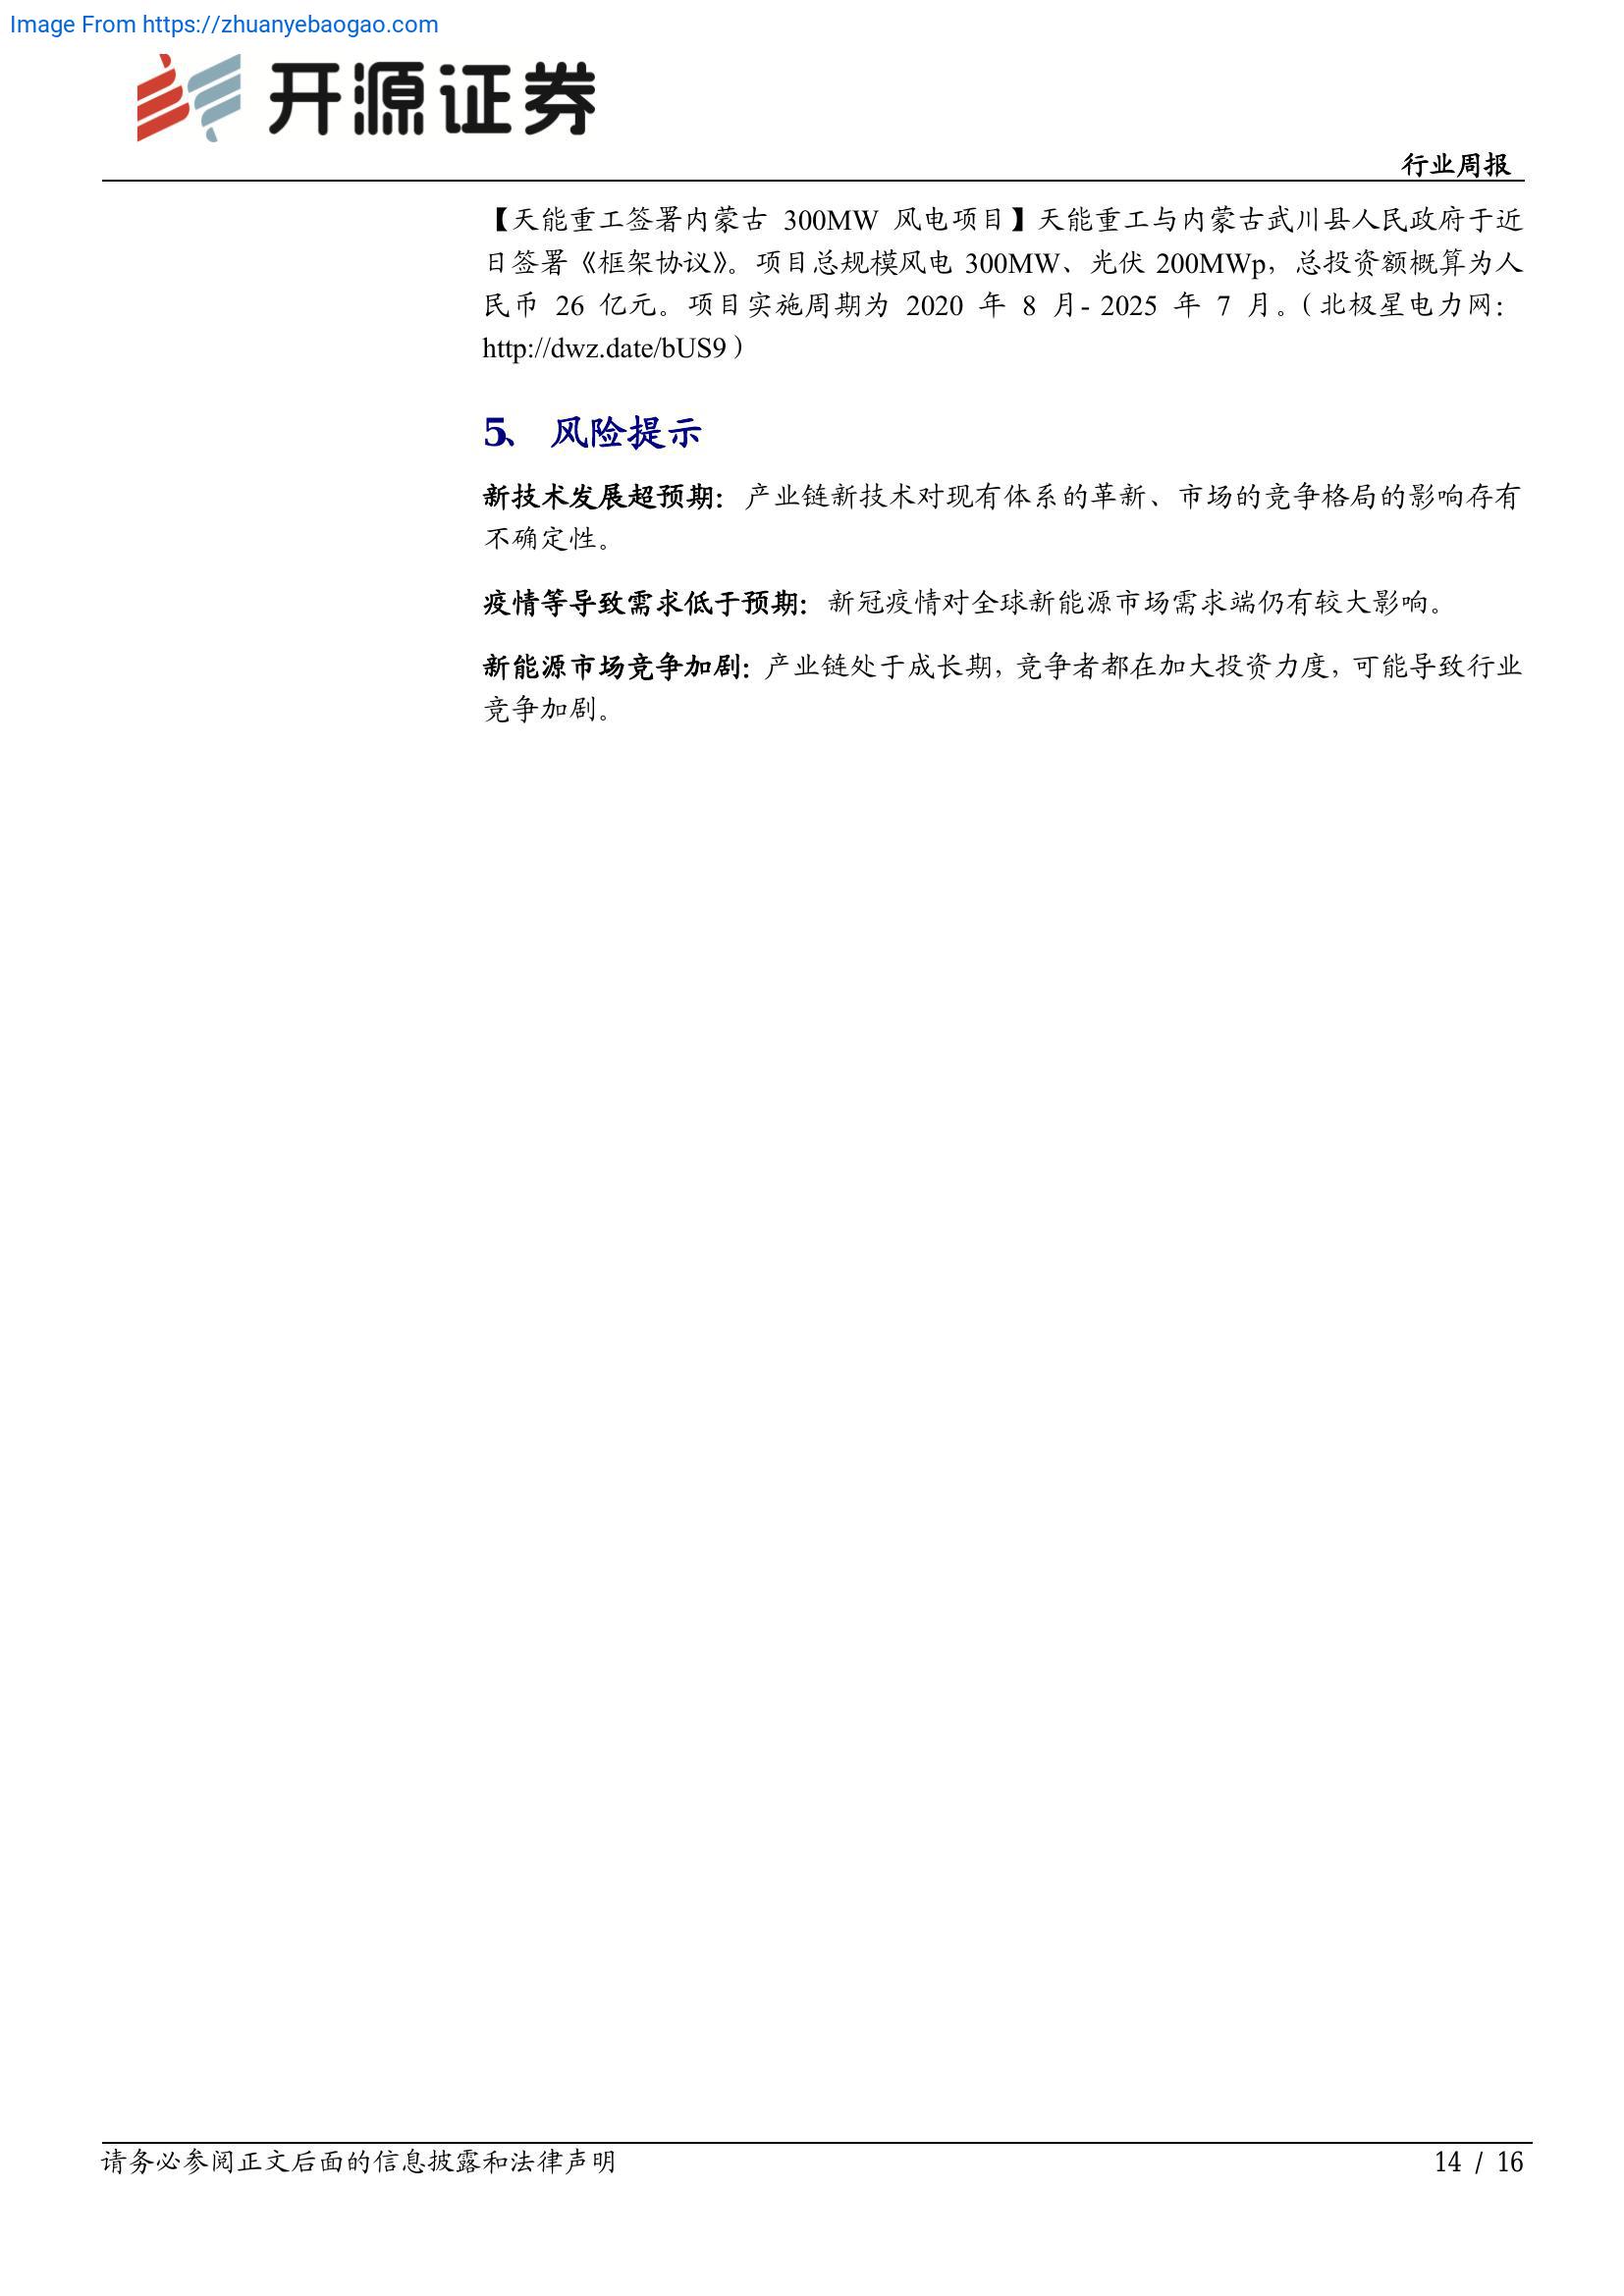 Image From https://zhuanyebaogao.com
开源证券
行业周报
【天能重工签署内蒙古 300MW 风电项目】天能重工与内蒙古武川县人民政府于近
日签署《框架协议》。项目总规模风电 300MW、光伏 200MWp，总投资额概算为人
民币 26 亿元。项目实施周期为 2020 年 8 月- 2025 年 7 月。（北极星电力网：
http://dwz.date/bUS9）
5、 风险提示
新技术发展超预期：产业链新技术对现有体系的革新、市场的竞争格局的影响存有
不确定性。
疫情等导致需求低于预期：新冠疫情对全球新能源市场需求端仍有较大影响。
新能源市场竞争加剧：产业链处于成长期，竞争者都在加大投资力度，可能导致行业
竞争加剧。
请务必参阅正文后面的信息披露和法律声明
14 / 16